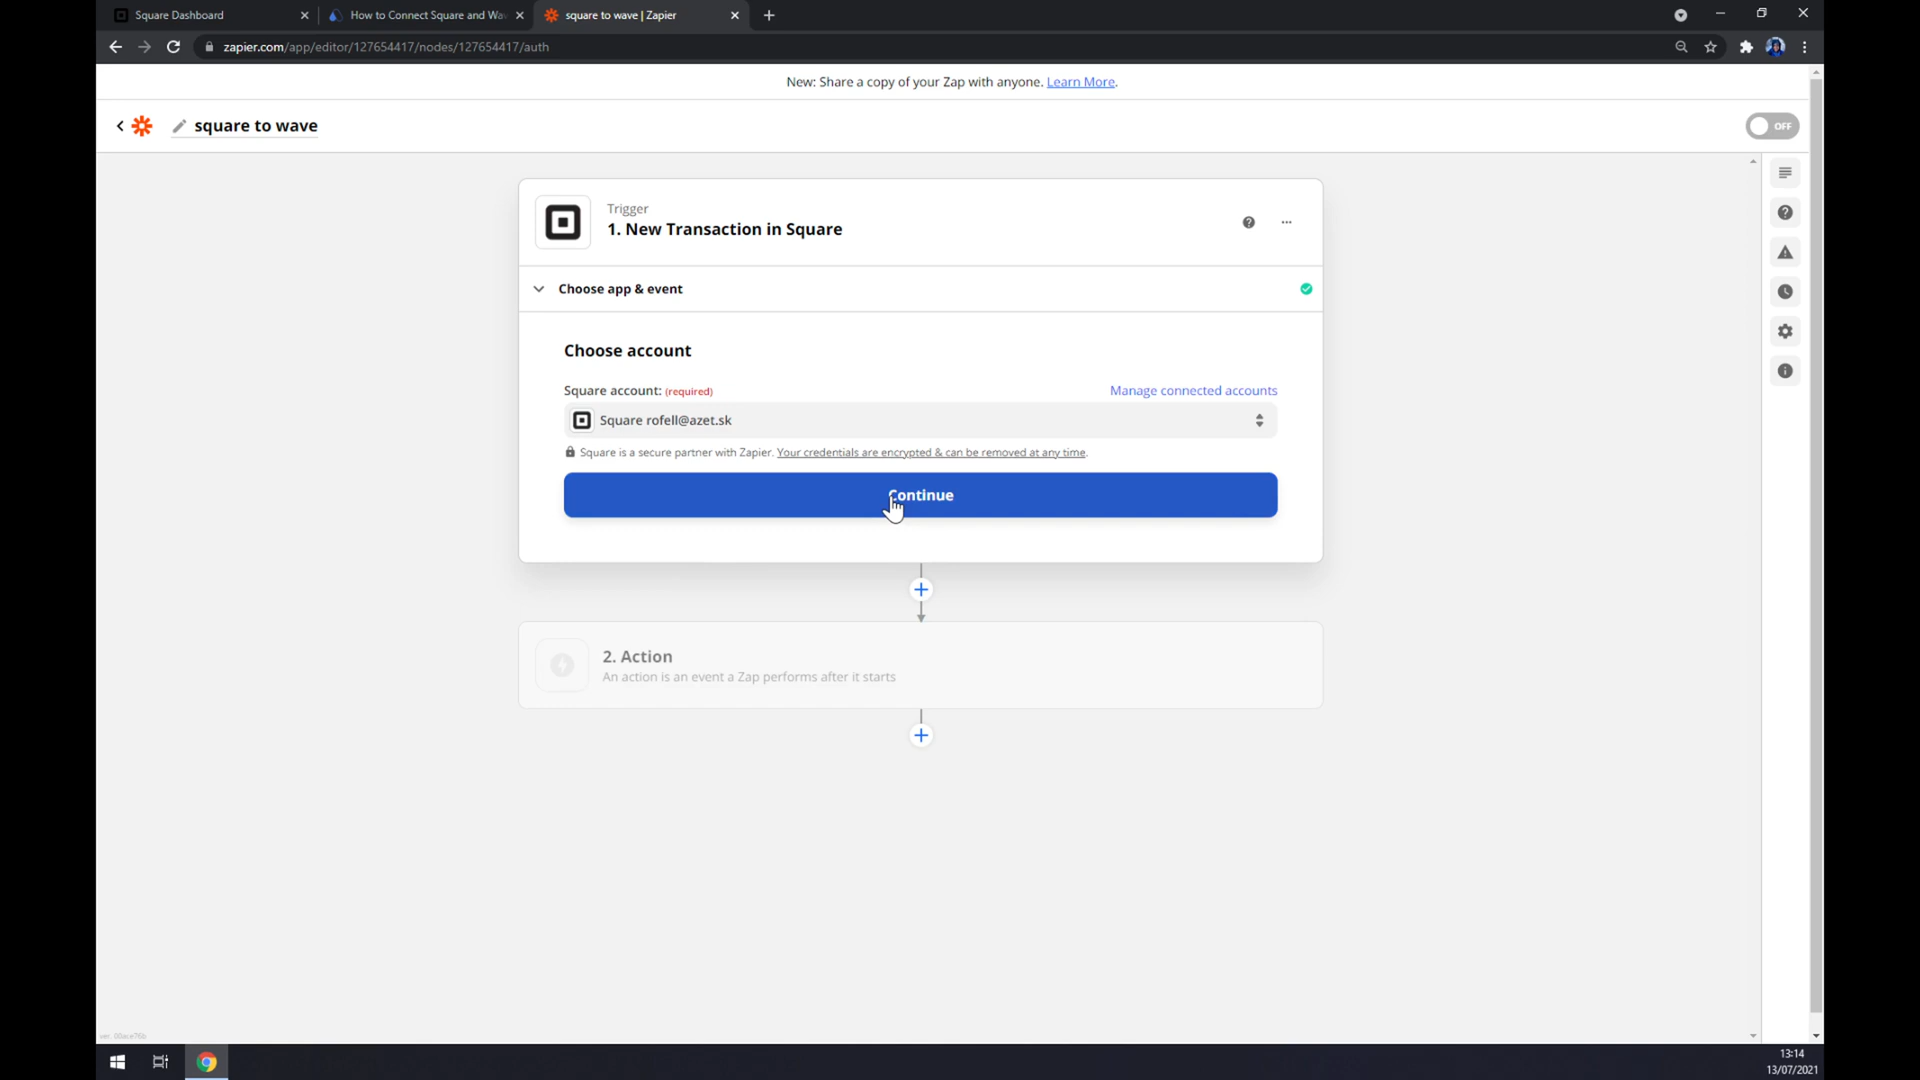 Square Dashboard
How to Connect Square and Wav
square to wave | Zapier
zapier.com/app/editor/127654417/nodes/127654417/auth
New: Share a copy of your Zap with anyone. Learn More.
square to wave
OFF
Trigger
1. New Transaction in Square
Choose app & event
Choose account
Square account: (required)
Manage connected accounts
Square rofell@azet.sk
Square is a secure partner with Zapier. Your credentials are encrypted & can be removed at any time.
Continue
2. Action
An action is an event a Zap performs after it starts
13:14
13/07/2021